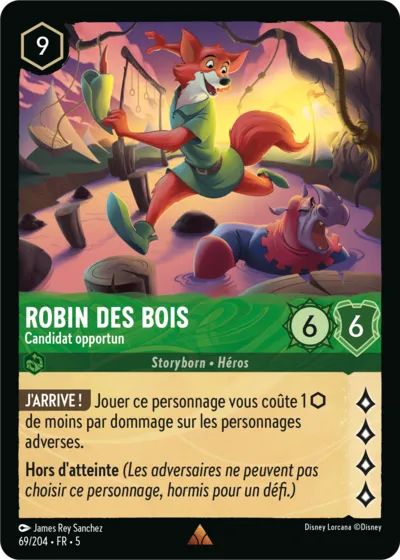 9
ROBIN DES BOIS
Candidat opportun
6
6
Storyborn • Héros
J'ARRIVE ! Jouer ce personnage vous coûte 1
de moins par dommage sur les personnages
adverses.
Hors d'atteinte (Les adversaires ne peuvent pas
choisir ce personnage, hormis pour un défi.)
James Rey Sanchez
Disney Lorcana ©Disney
69/204 • FR • 5